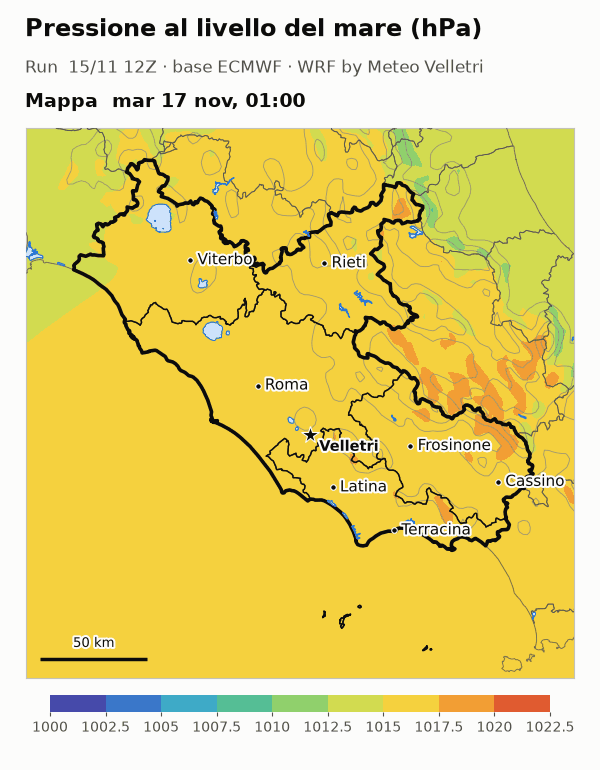 Pressione al livello del mare (hPa)
Run  15/11 12Z · base ECMWF · WRF by Meteo Velletri
Mappa  mar 17 nov, 01:00
Viterbo
Rieti
Roma
Velletri
Frosinone
Cassino
Latina
Terracina
50 km
1000 1002.5 1005 1007.5 1010 1012.5 1015 1017.5 1020 1022.5